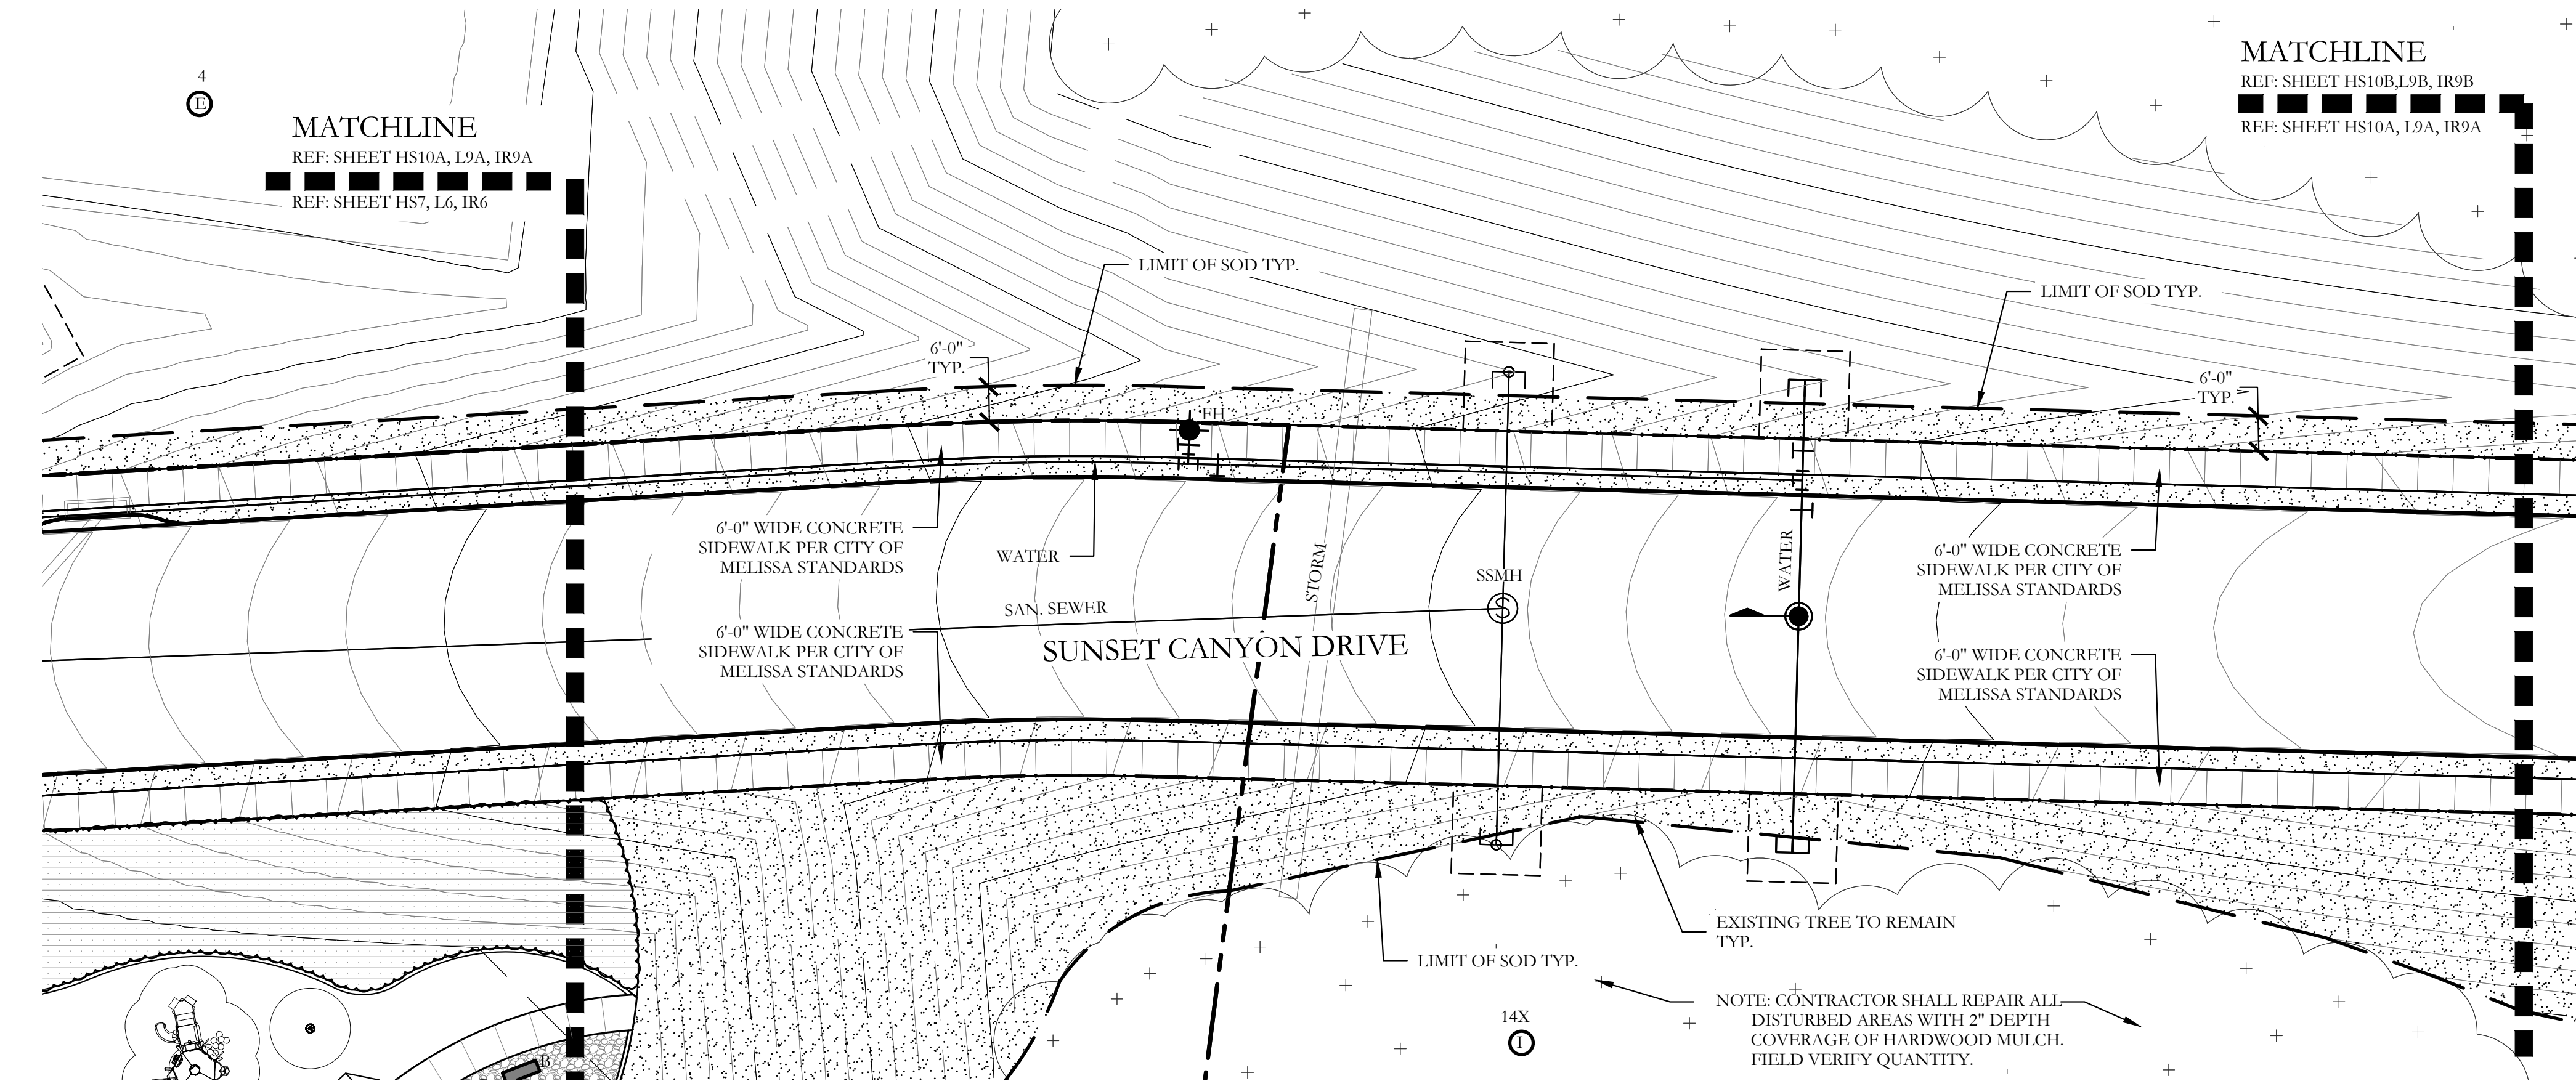 4
E
MATCHLINE
REF: SHEET HS10A, L9A, IR9A
REF: SHEET HS7, L6, IR6
MATCHLINE
REF: SHEET HS10B,L9B, IR9B
REF: SHEET HS10A, L9A, IR9A
LIMIT OF SOD TYP.
LIMIT OF SOD TYP.
6'-0"
TYP.
6'-0"
TYP.
FH
6'-0" WIDE CONCRETE
SIDEWALK PER CITY OF
MELISSA STANDARDS
WATER
STORM
SSMH
S
WATER
6'-0" WIDE CONCRETE
SIDEWALK PER CITY OF
MELISSA STANDARDS
SAN. SEWER
6'-0" WIDE CONCRETE
SIDEWALK PER CITY OF
MELISSA STANDARDS
SUNSET CANYON DRIVE
6'-0" WIDE CONCRETE
SIDEWALK PER CITY OF
MELISSA STANDARDS
EXISTING TREE TO REMAIN
TYP.
LIMIT OF SOD TYP.
NOTE: CONTRACTOR SHALL REPAIR ALL
DISTURBED AREAS WITH 2" DEPTH
COVERAGE OF HARDWOOD MULCH.
FIELD VERIFY QUANTITY.
14X
I
B